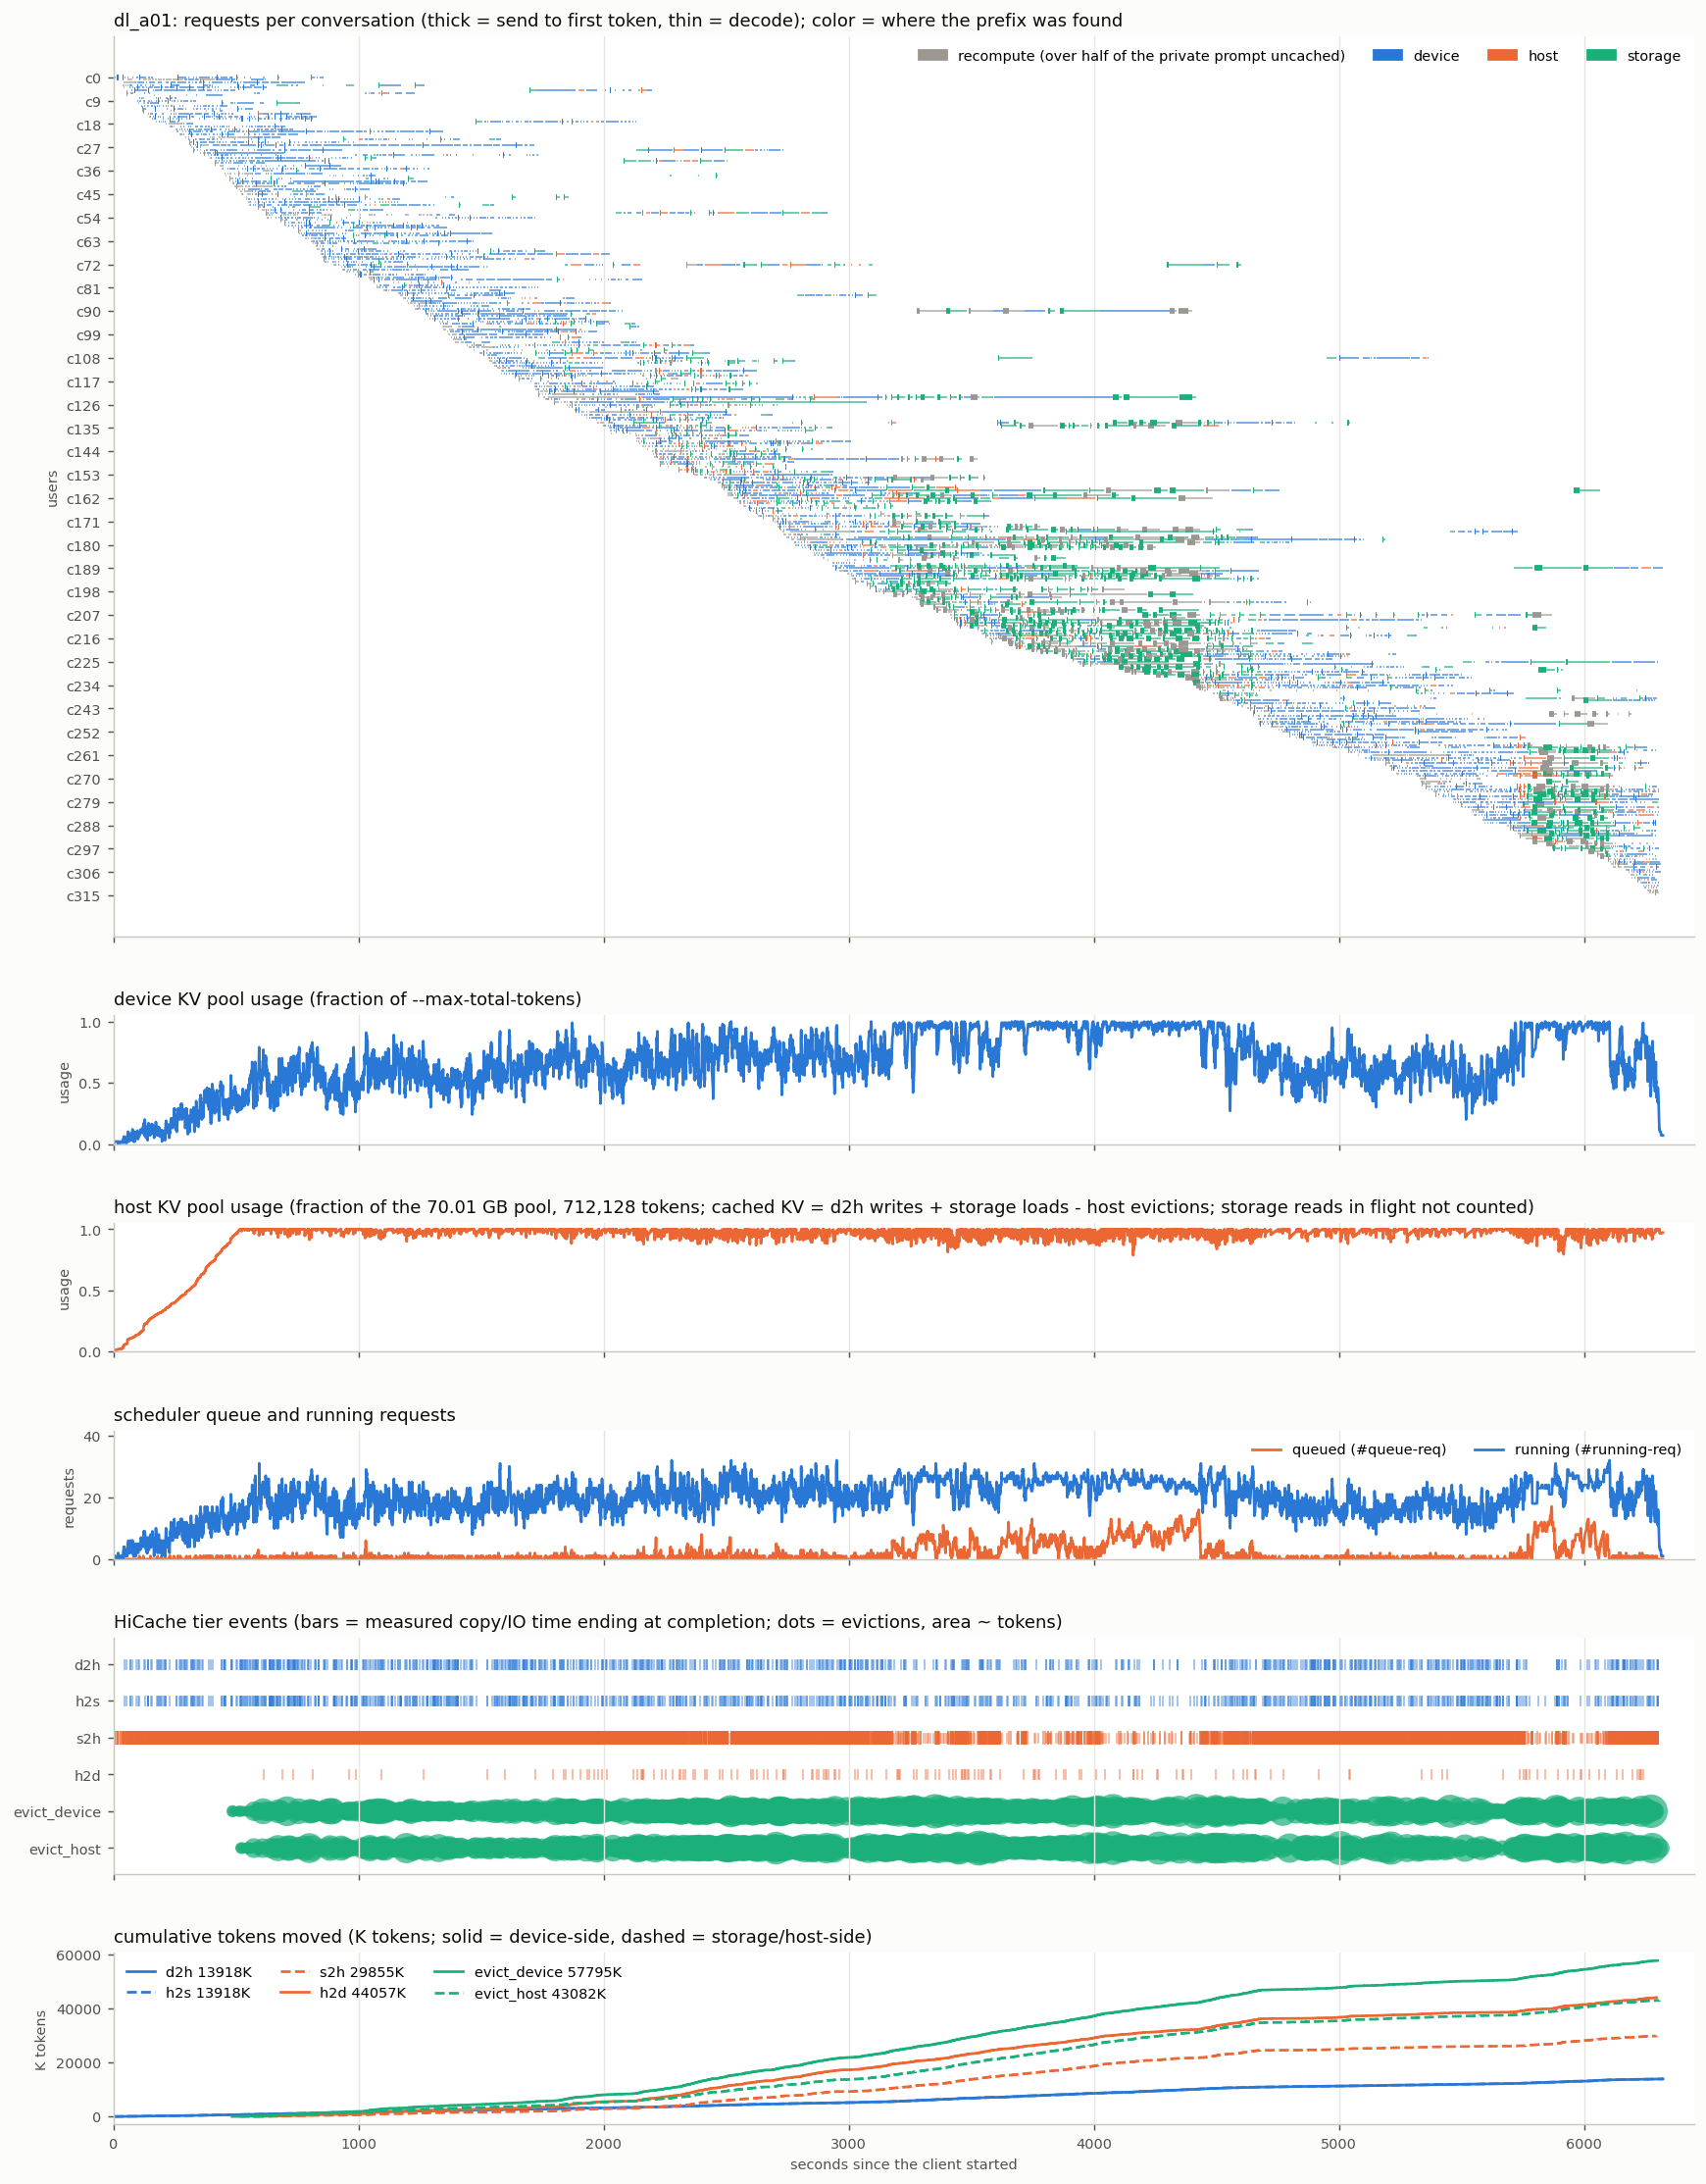 dl_a01: requests per conversation (thick = send to first token, thin = decode); color = where the prefix was found
recompute (over half of the private prompt uncached)
device
host
storage
c0
c9
c18
c27
c36
c45
c54
c63
c72
c81
c90
c99
c108
c117
c126
c135
c144
c153
c162
c171
c180
c189
c198
c207
c216
c225
c234
c243
c252
c261
c270
c279
c288
c297
c306
c315
users
device KV pool usage (fraction of --max-total-tokens)
1.0
0.5
0.0
usage
host KV pool usage (fraction of the 70.01 GB pool, 712,128 tokens; cached KV = d2h writes + storage loads - host evictions; storage reads in flight not counted)
1.0
0.5
0.0
usage
scheduler queue and running requests
queued (#queue-req)
running (#running-req)
40
20
0
requests
HiCache tier events (bars = measured copy/IO time ending at completion; dots = evictions, area ~ tokens)
d2h
h2s
s2h
h2d
evict_device
evict_host
cumulative tokens moved (K tokens; solid = device-side, dashed = storage/host-side)
d2h 13918K
s2h 29855K
evict_device 57795K
h2s 13918K
h2d 44057K
evict_host 43082K
60000
40000
20000
0
K tokens
0
1000
2000
3000
4000
5000
6000
seconds since the client started